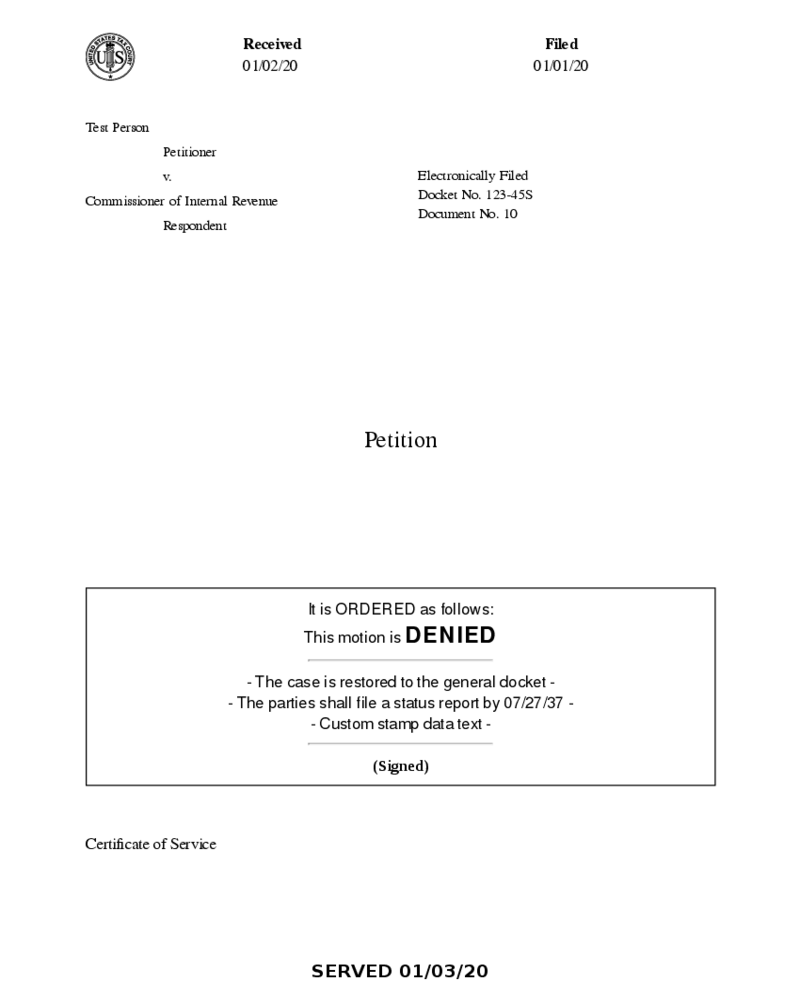 UNITED STATES TAX COURT
US
Received
01/02/20
Filed
01/01/20
Test Person
Petitioner
v.
Commissioner of Internal Revenue
Respondent
Electronically Filed
Docket No. 123-45S
Document No. 10
Petition
It is ORDERED as follows:
This motion is DENIED
- The case is restored to the general docket -
- The parties shall file a status report by 07/27/37 -
- Custom stamp data text -
(Signed)
Certificate of Service
SERVED 01/03/20